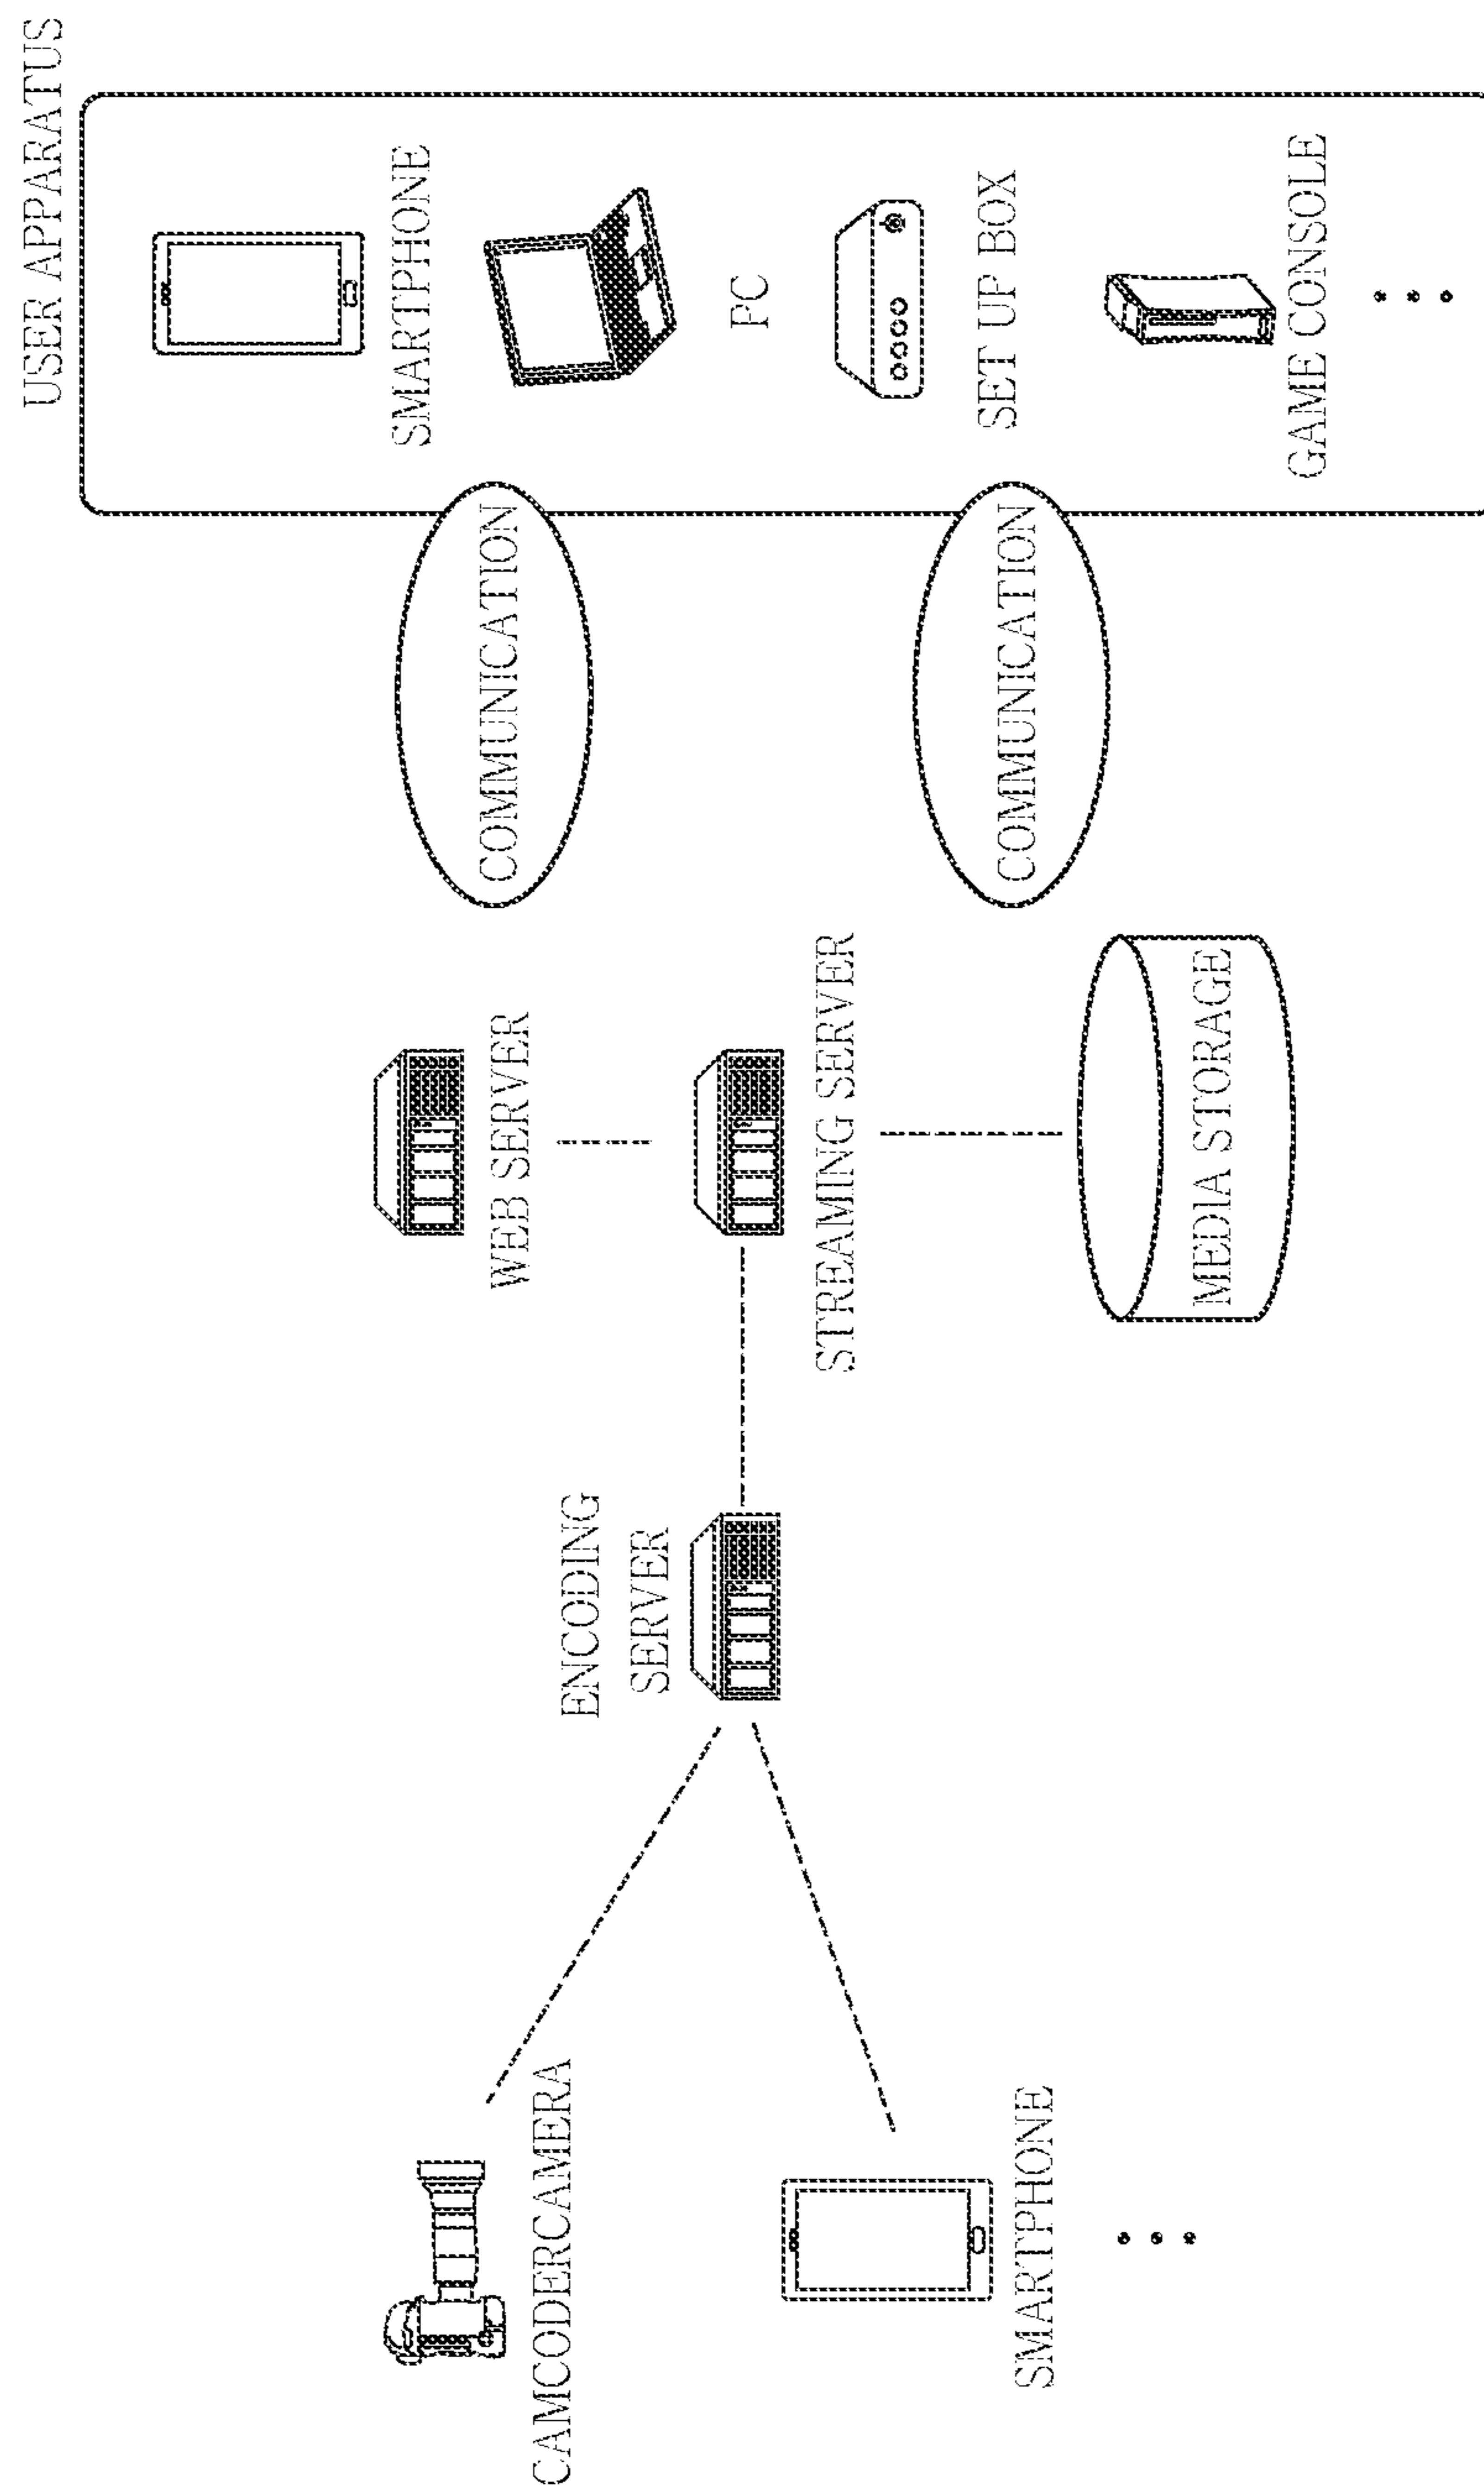 USER APPARATUS
SMARTPHONE
PC
SET UP BOX
GAME CONSOLE
COMMUNICATION
COMMUNICATION
WEB SERVER
STREAMING SERVER
MEDIA STORAGE
ENCODING
SERVER
CAMCODERCAMERA
SMARTPHONE